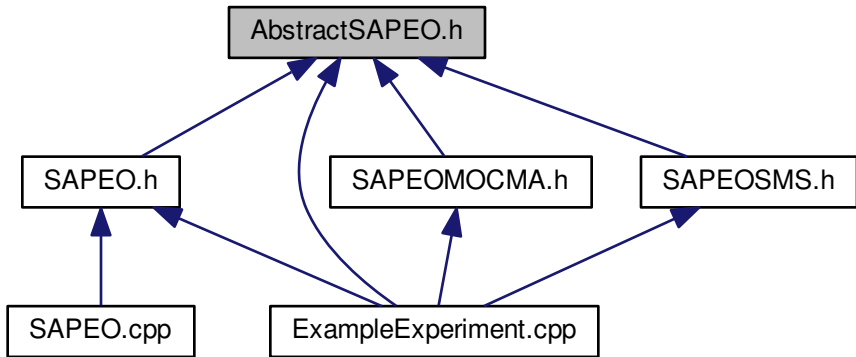 AbstractSAPEO.h
SAPEO.h
SAPEOMOCMA.h
SAPEOSMS.h
SAPEO.cpp
ExampleExperiment.cpp